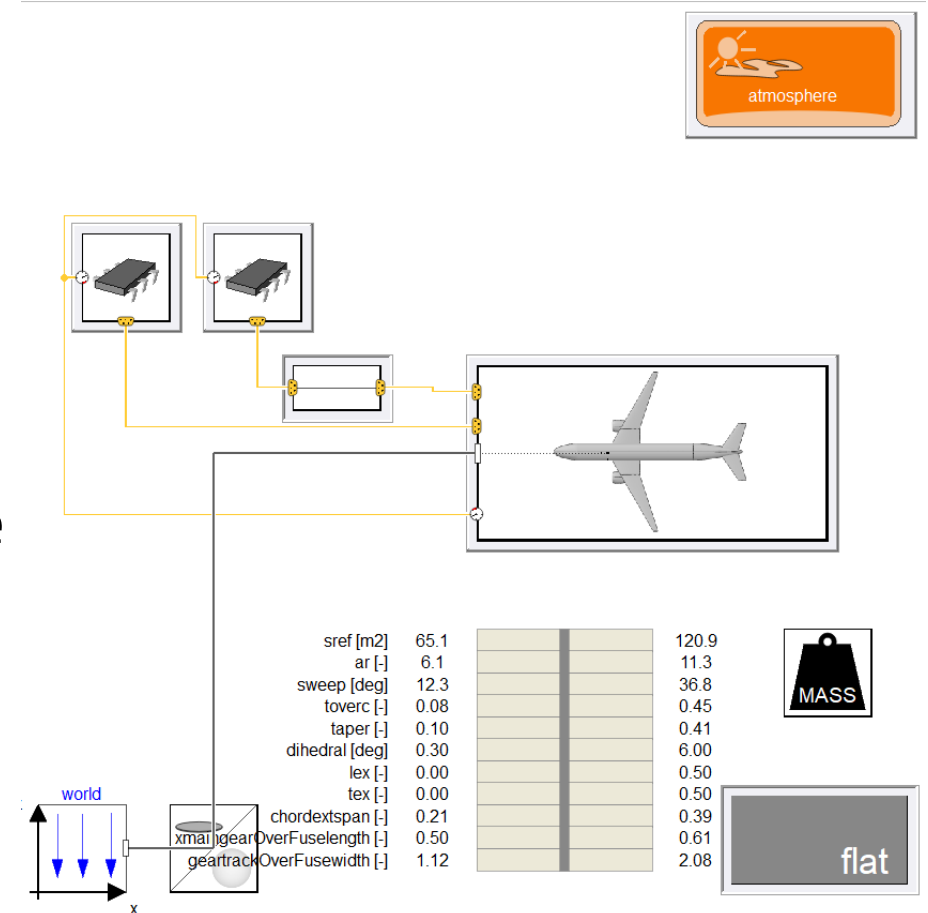 atmosphere
e
sref [m2] 65.1 120.9
ar [-] 6.1 11.3
sweep [deg] 12.3 36.8
toverc [-] 0.08 0.45
taper [-] 0.10 0.41
dihedral [deg] 0.30 6.00
lex [-] 0.00 0.50
tex [-] 0.00 0.50
chordextspan [-] 0.21 0.39
xmaingearOverFuselength [-] 0.50 0.61
geartrackOverFusewidth [-] 1.12 2.08
MASS
world
x
flat